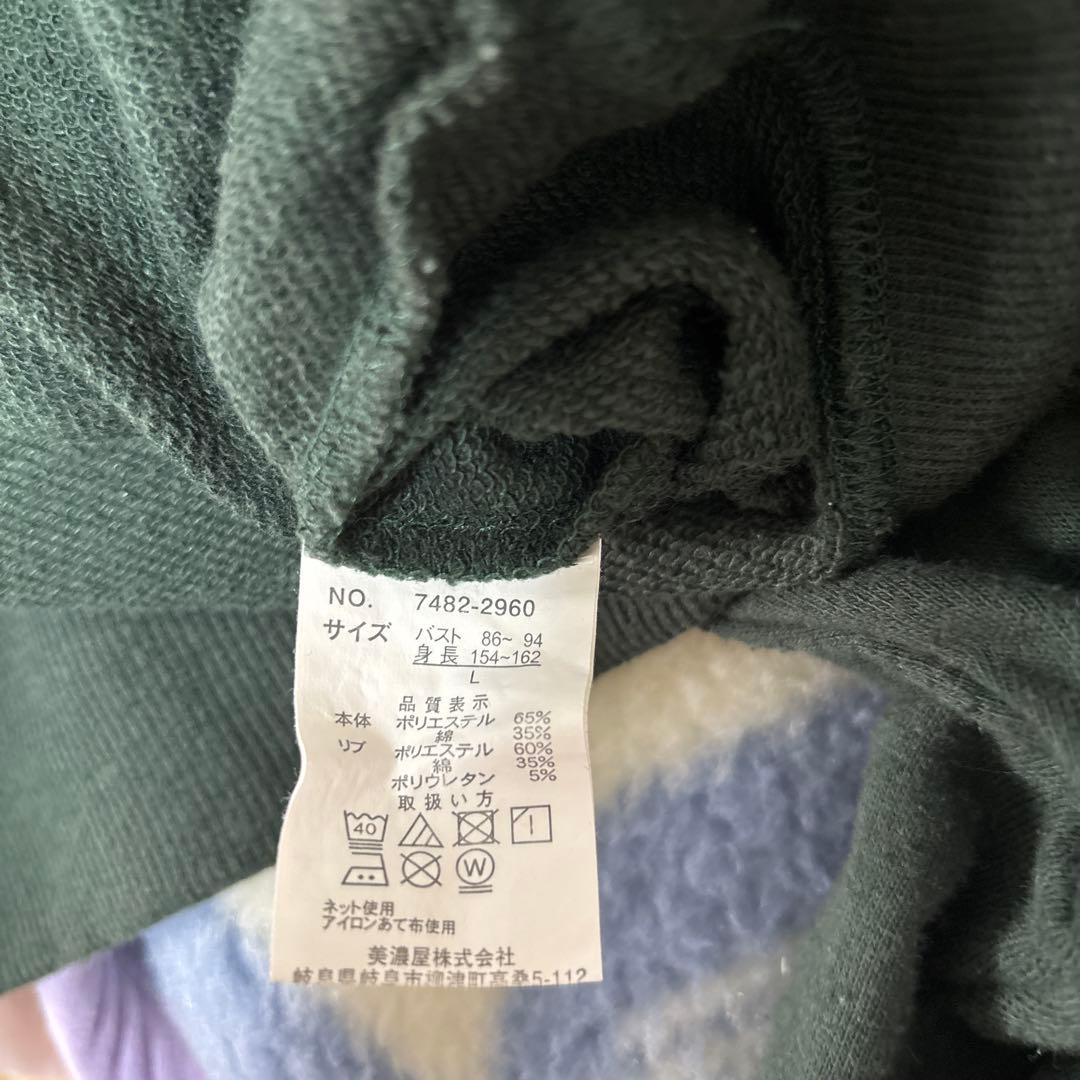 NO. 7482-2960
サイズ バスト 86~ 94
身長 154~162
L
品質表示
本体 ポリエステル 65%
綿 35%
リブ ポリエステル 60%
綿 35%
ポリウレタン 5%
取扱い方
40
W
ネット使用
アイロンあて布使用
美濃屋株式会社
岐阜県岐阜市柳津町高桑5-112